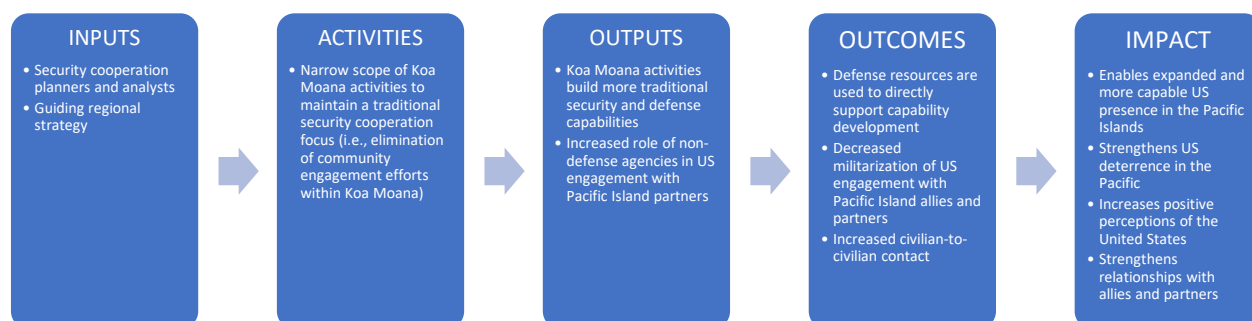 INPUTS
• Security cooperation
planners and analysts
• Guiding regional
strategy
ACTIVITIES
• Narrow scope of Koa
Moana activities to
maintain a traditional
security cooperation
focus (i.e., elimination
of community
engagement efforts
within Koa Moana)
OUTPUTS
• Koa Moana activities
build more traditional
security and defense
capabilities
• Increased role of non-
defense agencies in US
engagement with
Pacific Island partners
OUTCOMES
• Defense resources are
used to directly
support capability
development
• Decreased
militarization of US
engagement with
Pacific Island allies and
partners
• Increased civilian-to-
civilian contact
IMPACT
• Enables expanded and
more capable US
presence in the Pacific
Islands
• Strengthens US
deterrence in the
Pacific
• Increases positive
perceptions of the
United States
• Strengthens
relationships with
allies and partners